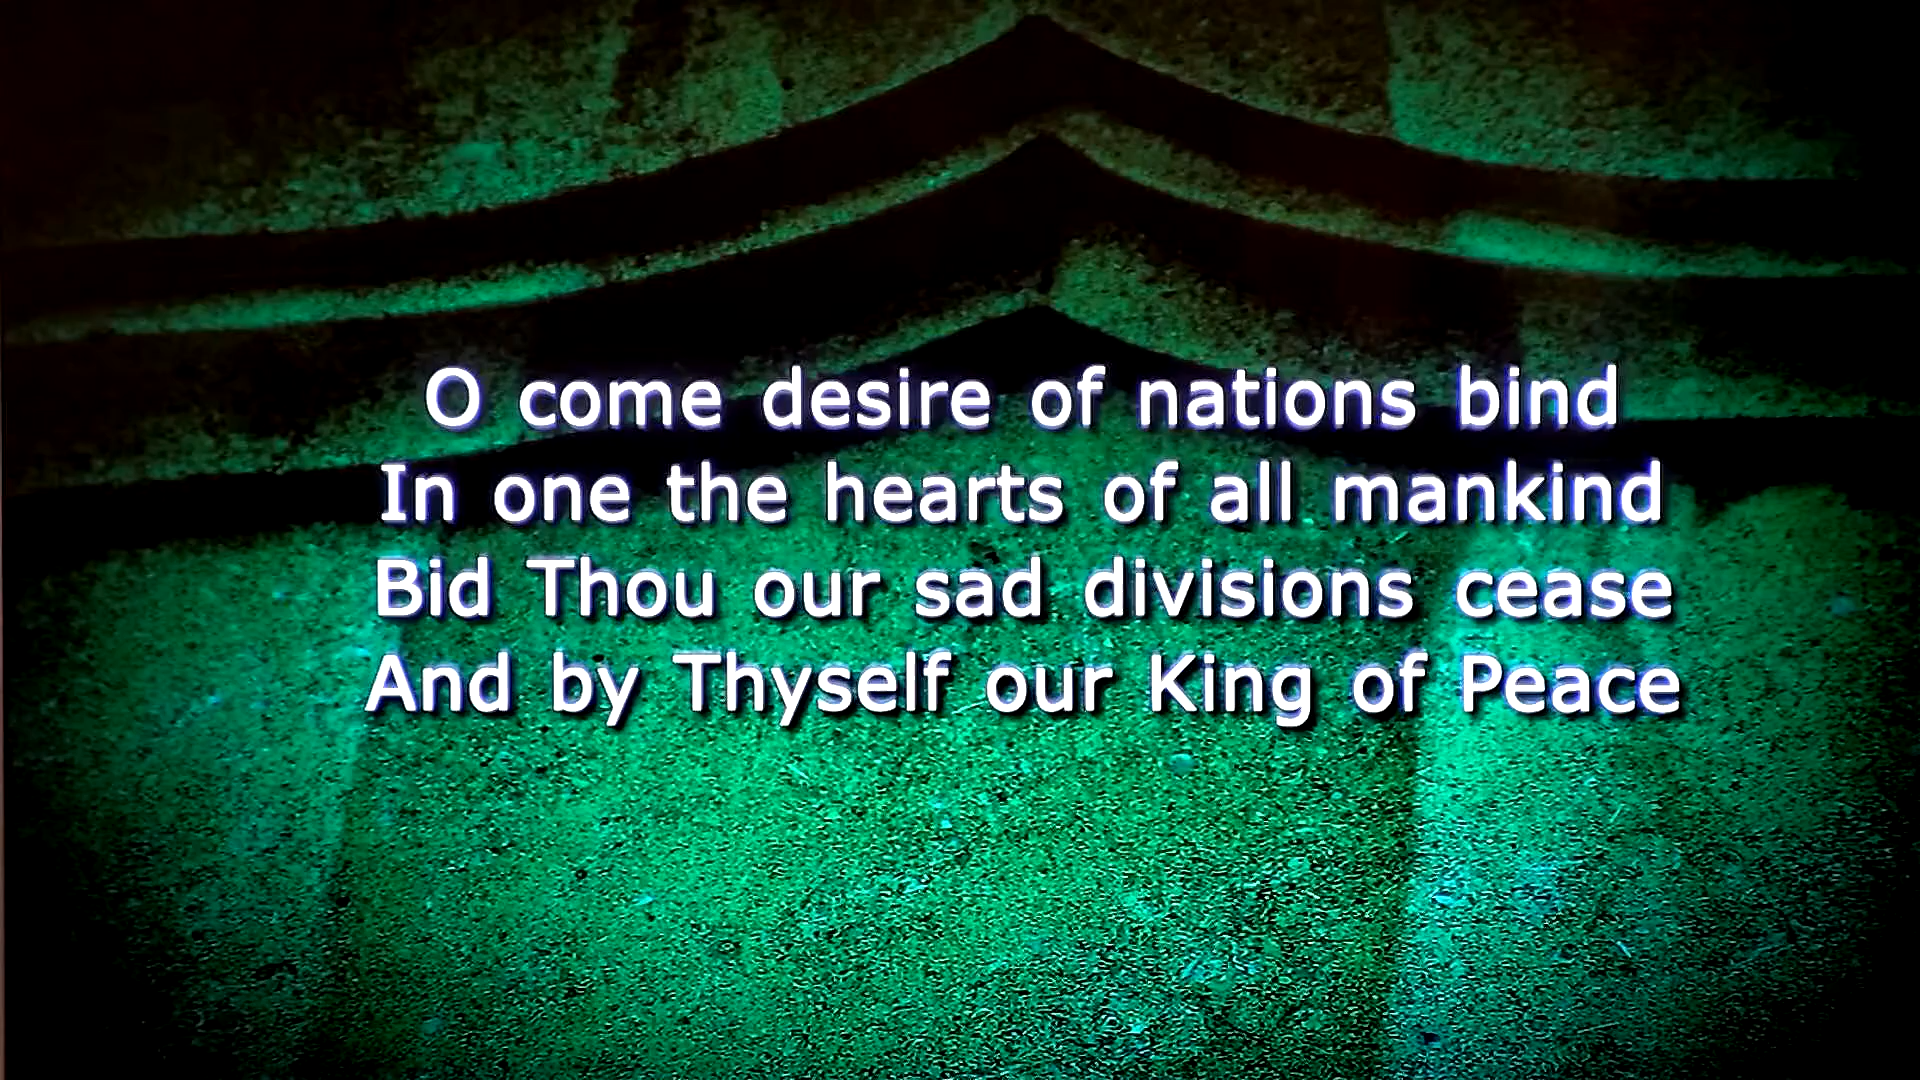 O come desire of nations bind
In one the hearts of all mankind
Bid Thou our sad divisions cease
And by Thyself our King of Peace